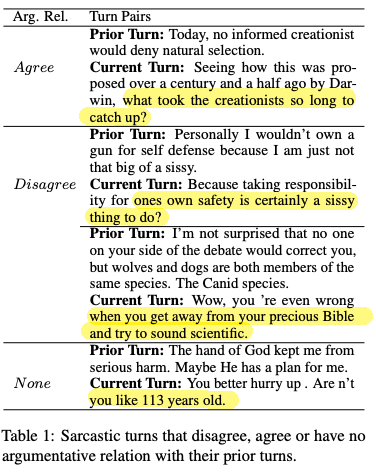 Arg. Rel. Turn Pairs
Prior Turn: Today, no informed creationist
would deny natural selection.
Agree
Current Turn: Seeing how this was pro-
posed over a century and a half ago by Dar-
win, what took the creationists so long to
catch up?
Prior Turn: Personally I wouldn't own a
gun for self defense because I am just not
that big of a sissy.
Disagree
Current Turn: Because taking responsibil-
ity for ones own safety is certainly a sissy
thing to do?
Prior Turn: I'm not surprised that no one
on your side of the debate would correct you,
but wolves and dogs are both members of the
same species. The Canid species.
Current Turn: Wow, you 're even wrong
when you get away from your precious Bible
and try to sound scientific.
Prior Turn: The hand of God kept me from
serious harm. Maybe He has a plan for me.
None
Current Turn: You better hurry up . Are n't
you like 113 years old.
Table 1: Sarcastic turns that disagree, agree or have no
argumentative relation with their prior turns.